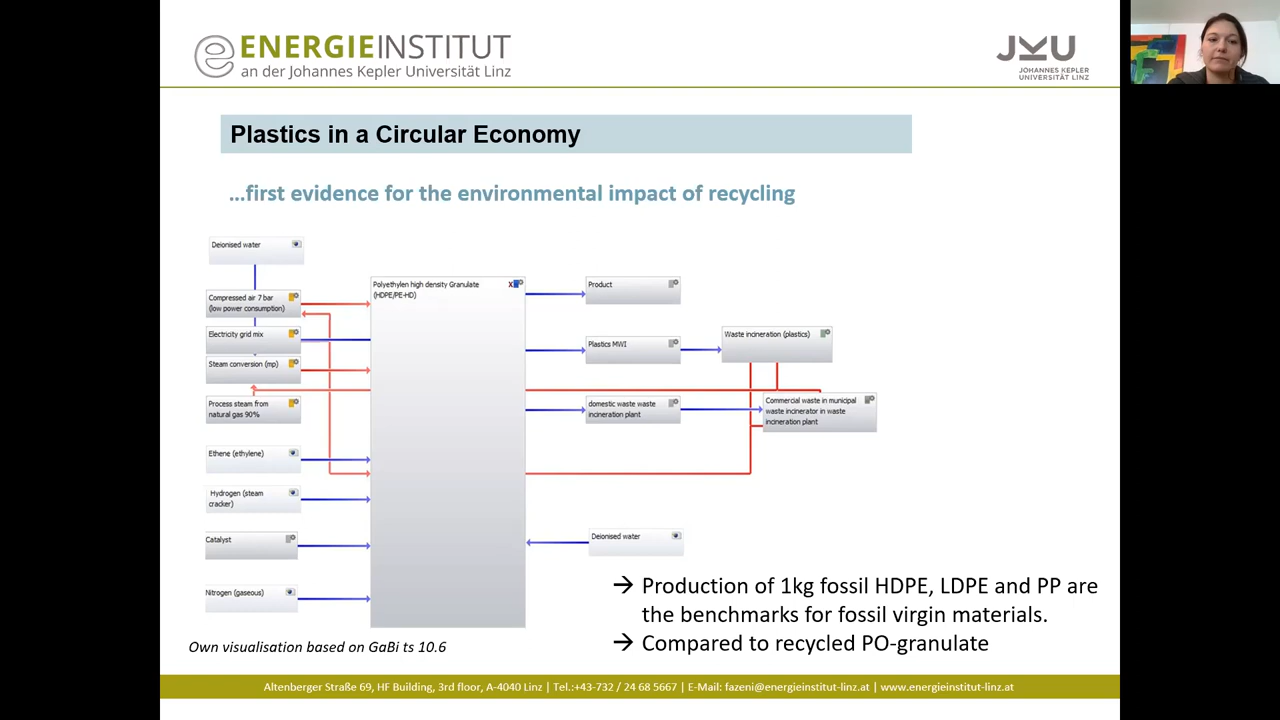 ENERGIEINSTITUT
an der Johannes Kepler Universität Linz
JKU
JOHANNES KEPLER
UNIVERSITÄT LINZ
Plastics in a Circular Economy
...first evidence for the environmental impact of recycling
Deionised water
Compressed air 7 bar
(low power consumption)
Electricity grid mix
Steam conversion (mp)
Process steam from
natural gas 90%
Ethene (ethylene)
Hydrogen (steam
cracker)
Catalyst
Nitrogen (gaseous)
Polyethylen high density Granulate
(HDPE/PE-HD)
Product
Plastics MWI
Waste incineration (plastics)
domestic waste waste
incineration plant
Commercial waste in municipal
waste incinerator in waste
incineration plant
Deionised water
→ Production of 1kg fossil HDPE, LDPE and PP are
the benchmarks for fossil virgin materials.
→ Compared to recycled PO-granulate
Own visualisation based on GaBi ts 10.6
Altenberger Straße 69, HF Building, 3rd floor, A-4040 Linz | Tel.:+43-732 / 24 68 5667 | E-Mail: fazeni@energieinstitut-linz.at | www.energieinstitut-linz.at